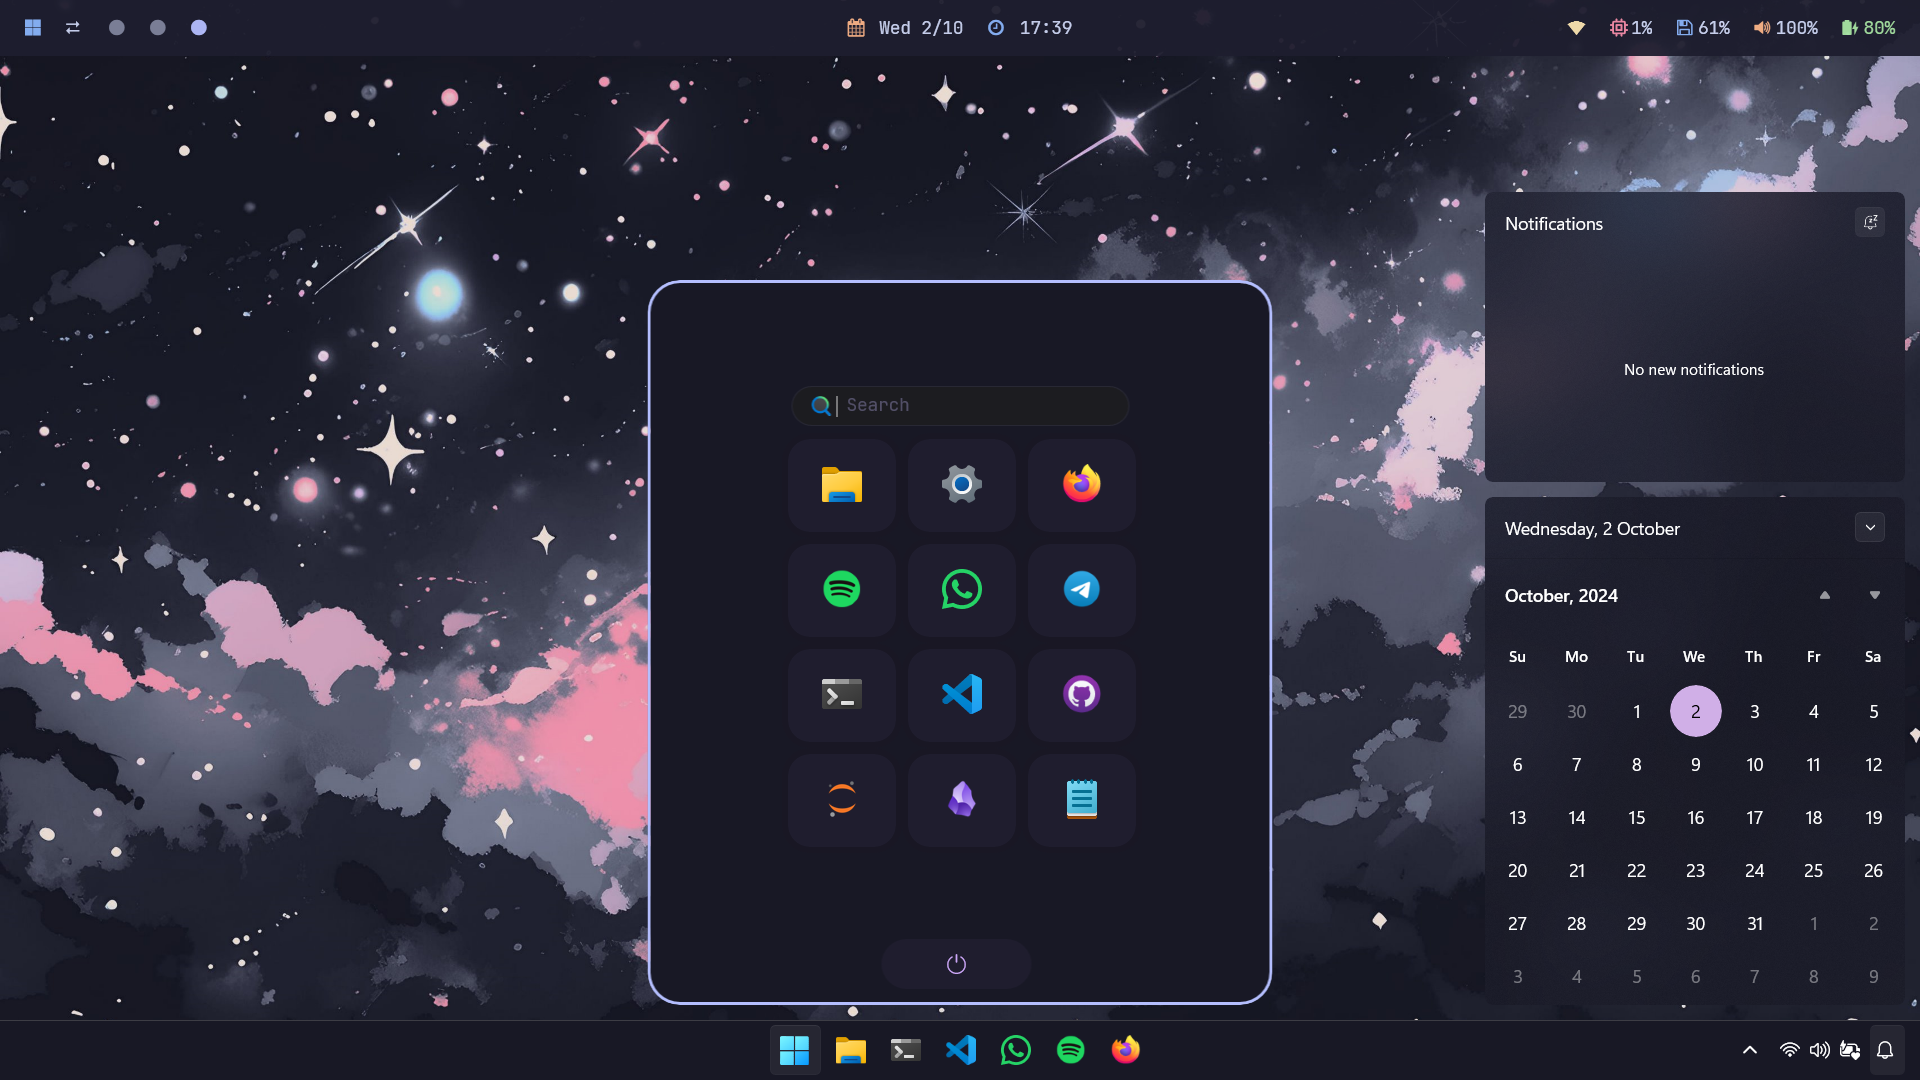 Wed 2/10 17:39 1% 61% 100% 80%
Notifications
No new notifications
Search
Wednesday, 2 October
October, 2024
Su Mo Tu We Th Fr Sa
29 30 1 2 3 4 5
6 7 8 9 10 11 12
13 14 15 16 17 18 19
20 21 22 23 24 25 26
27 28 29 30 31 1 2
3 4 5 6 7 8 9